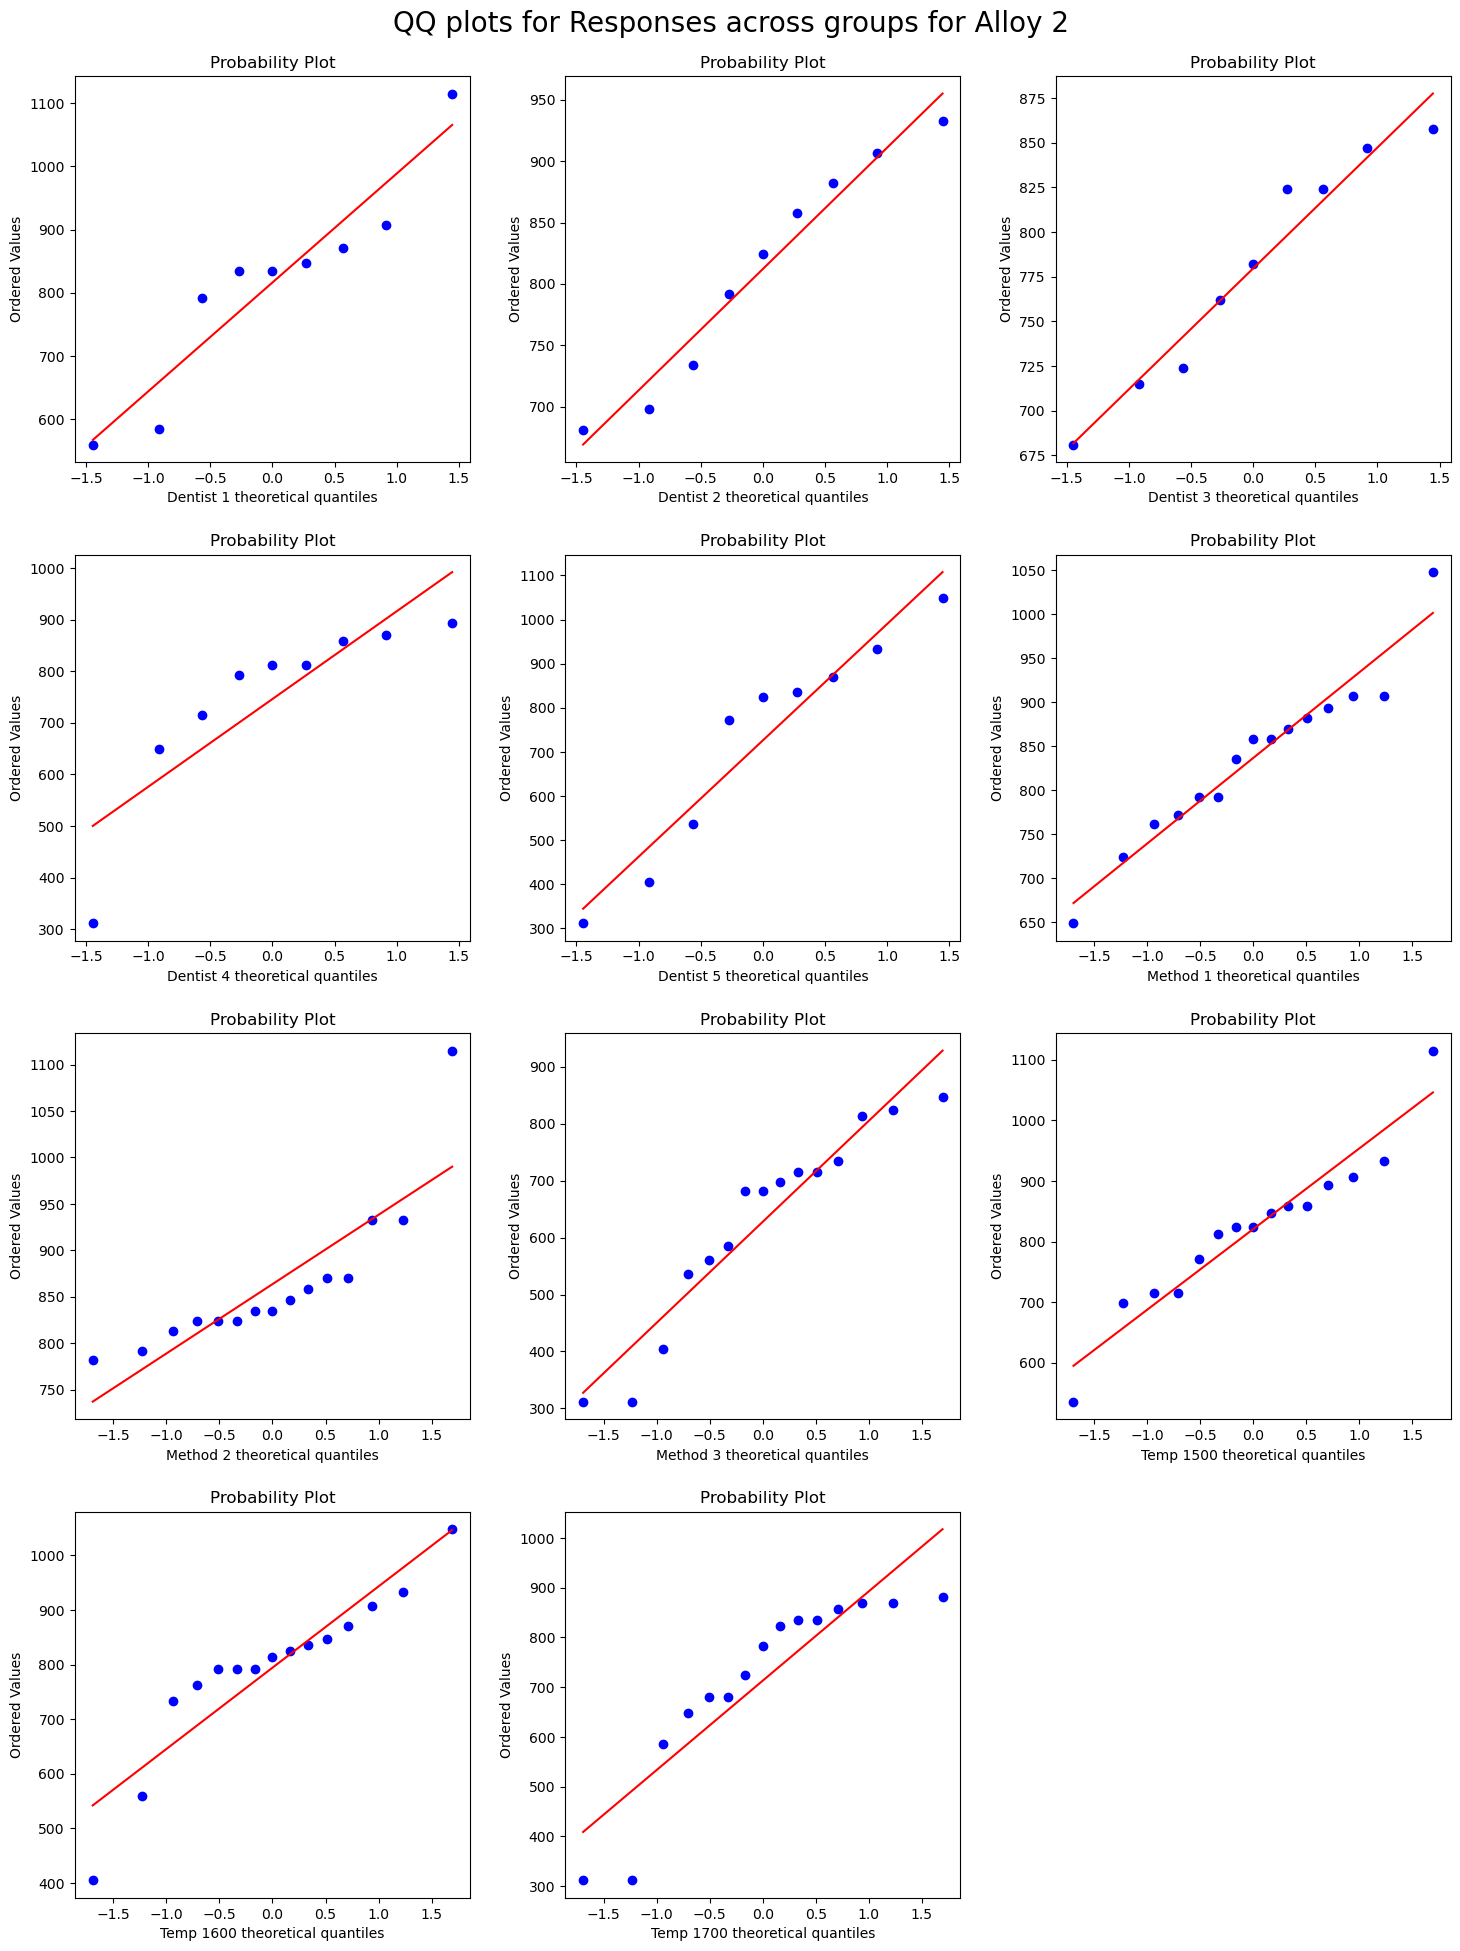 QQ plots for Responses across groups for Alloy 2
Probability Plot
Probability Plot
Probability Plot
1100
1000
900
800
700
600
Ordered Values
−1.5 −1.0 −0.5 0.0 0.5 1.0 1.5
Dentist 1 theoretical quantiles
950
900
850
800
750
700
Ordered Values
−1.5 −1.0 −0.5 0.0 0.5 1.0 1.5
Dentist 2 theoretical quantiles
875
850
825
800
775
750
725
700
675
Ordered Values
−1.5 −1.0 −0.5 0.0 0.5 1.0 1.5
Dentist 3 theoretical quantiles
Probability Plot
Probability Plot
Probability Plot
1000
900
800
700
600
500
400
300
Ordered Values
−1.5 −1.0 −0.5 0.0 0.5 1.0 1.5
Dentist 4 theoretical quantiles
1100
1000
900
800
700
600
500
400
300
Ordered Values
−1.5 −1.0 −0.5 0.0 0.5 1.0 1.5
Dentist 5 theoretical quantiles
1050
1000
950
900
850
800
750
700
650
Ordered Values
−1.5 −1.0 −0.5 0.0 0.5 1.0 1.5
Method 1 theoretical quantiles
Probability Plot
Probability Plot
Probability Plot
1100
1050
1000
950
900
850
800
750
Ordered Values
−1.5 −1.0 −0.5 0.0 0.5 1.0 1.5
Method 2 theoretical quantiles
900
800
700
600
500
400
300
Ordered Values
−1.5 −1.0 −0.5 0.0 0.5 1.0 1.5
Method 3 theoretical quantiles
1100
1000
900
800
700
600
Ordered Values
−1.5 −1.0 −0.5 0.0 0.5 1.0 1.5
Temp 1500 theoretical quantiles
Probability Plot
Probability Plot
1000
900
800
700
600
500
400
Ordered Values
−1.5 −1.0 −0.5 0.0 0.5 1.0 1.5
Temp 1600 theoretical quantiles
1000
900
800
700
600
500
400
300
Ordered Values
−1.5 −1.0 −0.5 0.0 0.5 1.0 1.5
Temp 1700 theoretical quantiles